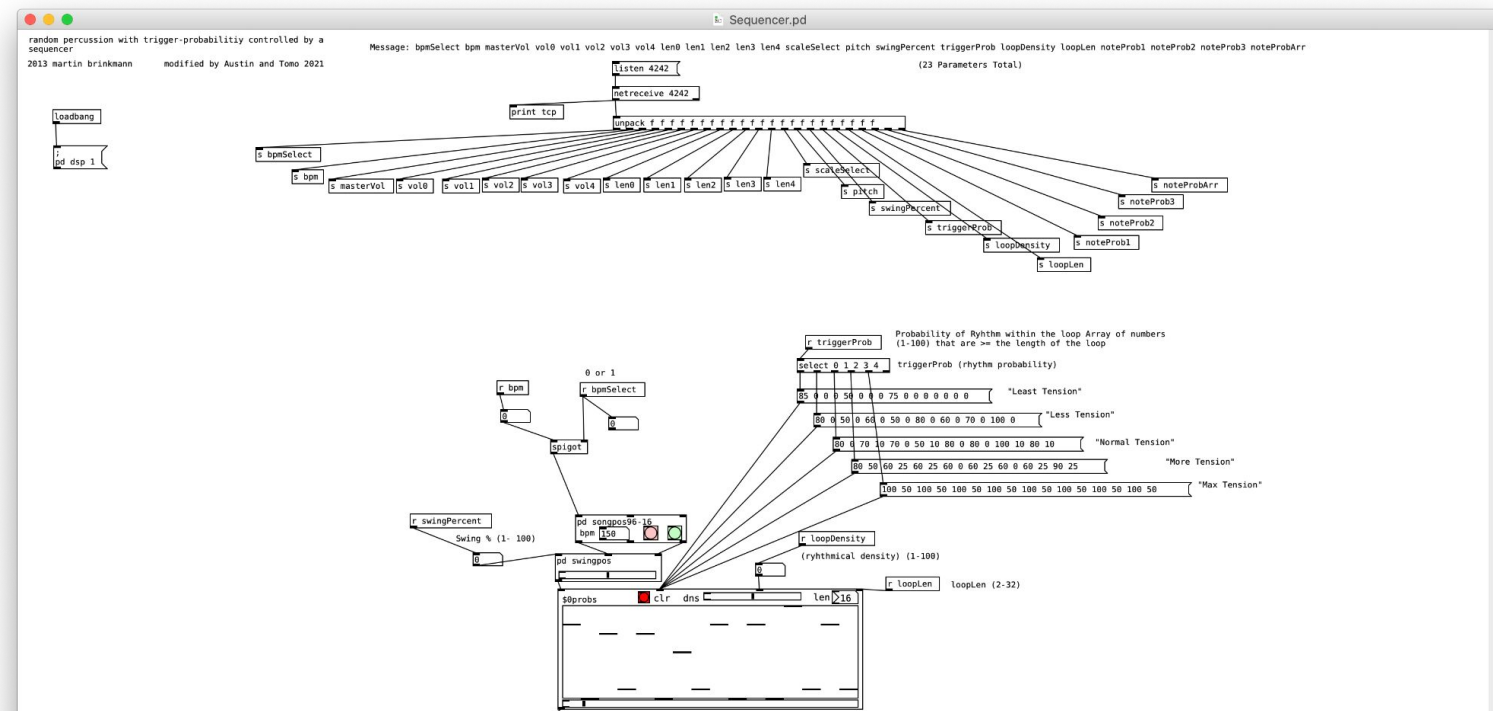 Sequencer.pd
random percussion with trigger-probabilitiy controlled by a
sequencer
Message: bpmSelect bpm masterVol vol0 vol1 vol2 vol3 vol4 len0 len1 len2 len3 len4 scaleSelect pitch swingPercent triggerProb loopDensity loopLen noteProb1 noteProb2 noteProb3 noteProbArr
2013 martin brinkmann modified by Austin and Tomo 2021
(23 Parameters Total)
listen 4242
netreceive 4242
print tcp
loadbang
unpack f f f f f f f f f f f f f f f f f f f f f f f
;
pd dsp 1
s bpmSelect
s bpm
s masterVol
s vol0
s vol1
s vol2
s vol3
s vol4
s len0
s len1
s len2
s len3
s len4
s scaleSelect
s pitch
s swingPercent
s triggerProb
s loopDensity
s loopLen
s noteProb1
s noteProb2
s noteProb3
s noteProbArr
r triggerProb
Probability of Ryhthm within the loop Array of numbers
(1-100) that are >= the length of the loop
select 0 1 2 3 4
triggerProb (rhythm probability)
0 or 1
r bpm
r bpmSelect
0
0
spigot
85 0 0 0 50 0 0 0 75 0 0 0 0 0 0 0
"Least Tension"
80 0 50 0 60 0 50 0 80 0 60 0 70 0 100 0
"Less Tension"
80 0 70 10 70 0 50 10 80 0 80 0 100 10 80 10
"Normal Tension"
80 50 60 25 60 25 60 0 60 25 60 0 60 25 90 25
"More Tension"
100 50 100 50 100 50 100 50 100 50 100 50 100 50 100 50
"Max Tension"
r swingPercent
Swing % (1- 100)
0
pd songpos96-16
bpm 150
pd swingpos
r loopDensity
(ryhthmical density) (1-100)
0
r loopLen
loopLen (2-32)
$0probs clr dns len 16